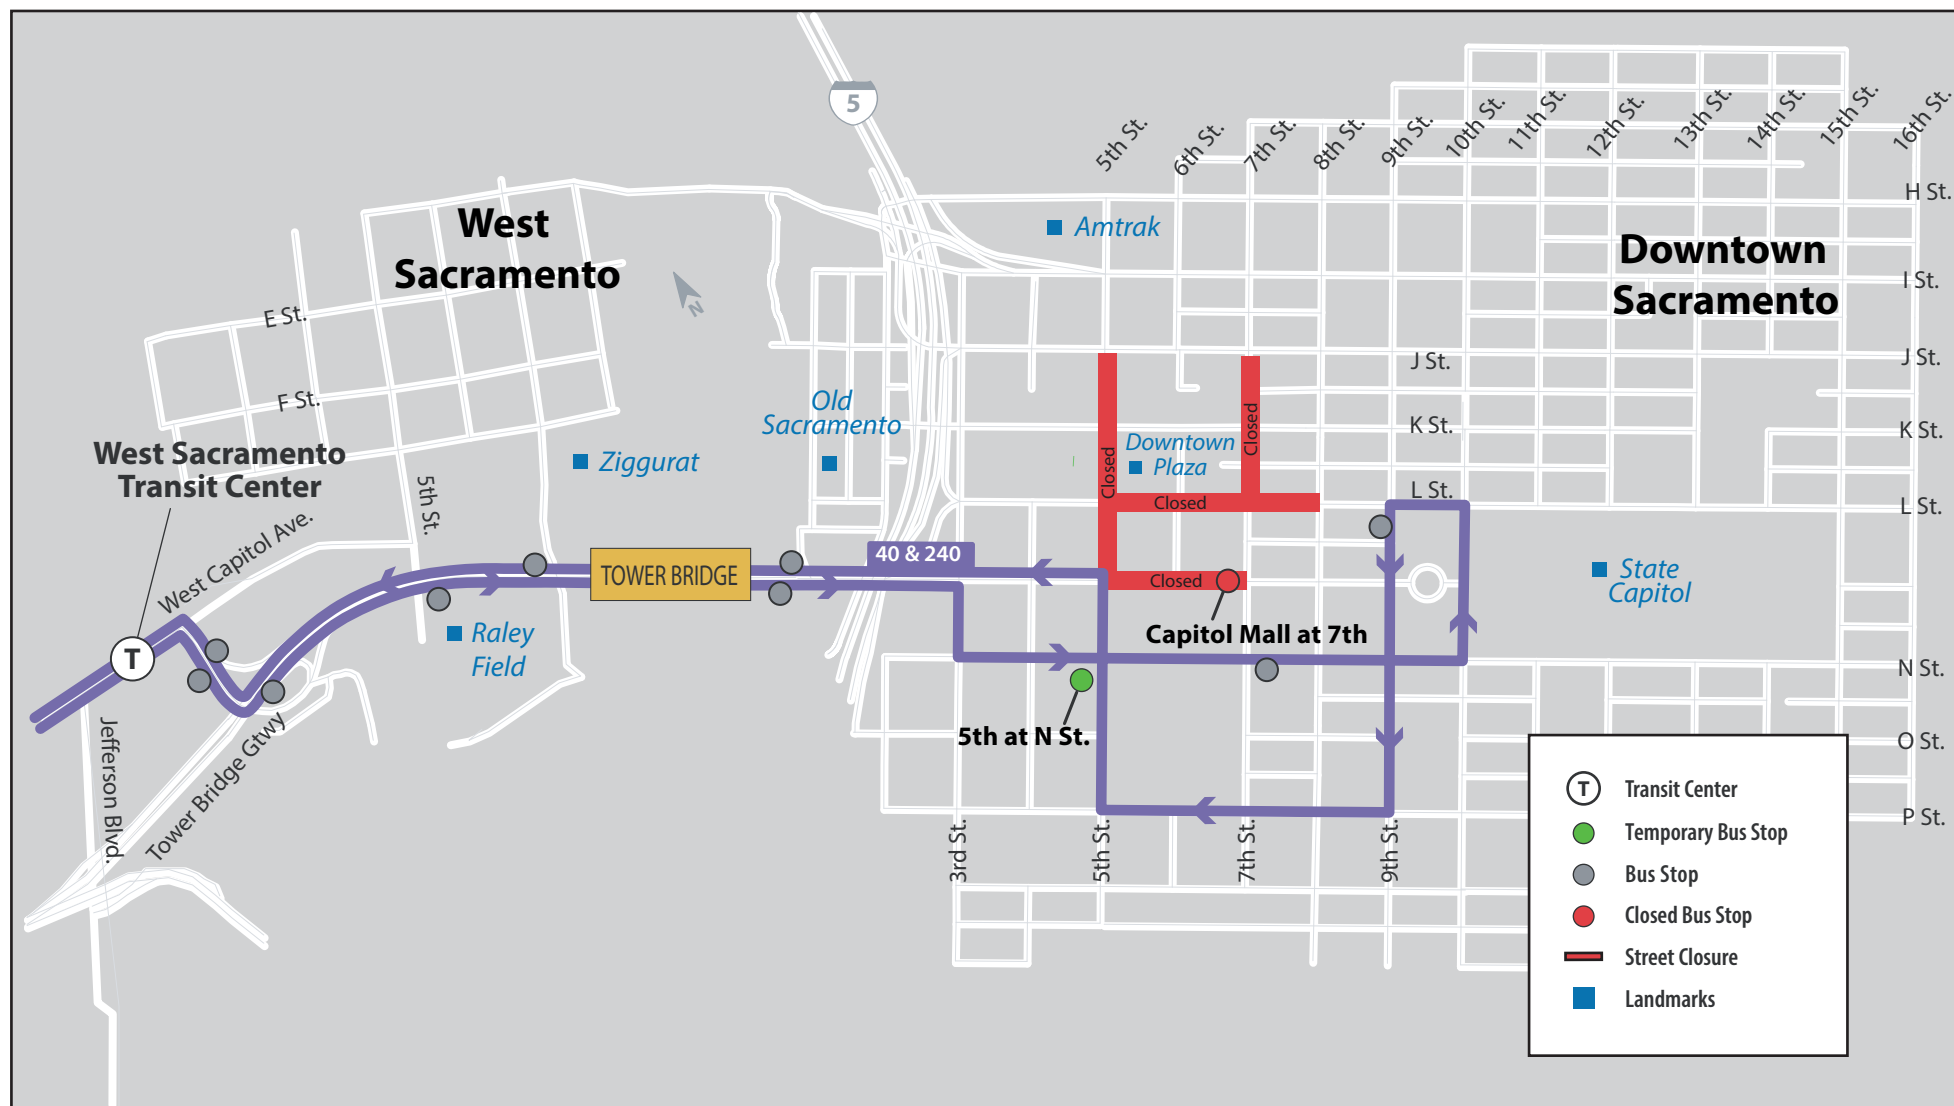 5
5th St.
6th St.
7th St.
8th St.
9th St.
10th St.
11th St.
12th St.
13th St.
14th St.
15th St.
16th St.
H St.
West
Sacramento
Amtrak
Downtown
Sacramento
I St.
N
E St.
F St.
J St.
J St.
Old
Sacramento
K St.
K St.
Closed
Closed
Downtown
Plaza
West Sacramento
Transit Center
Ziggurat
5th St.
L St.
L St.
Closed
West Capitol Ave.
40 & 240
TOWER BRIDGE
Closed
State
Capitol
Raley
Field
Capitol Mall at 7th
T
N St.
5th at N St.
Jefferson Blvd.
Tower Bridge Gtwy
O St.
P St.
3rd St.
5th St.
7th St.
9th St.
T
Transit Center
Temporary Bus Stop
Bus Stop
Closed Bus Stop
Street Closure
Landmarks